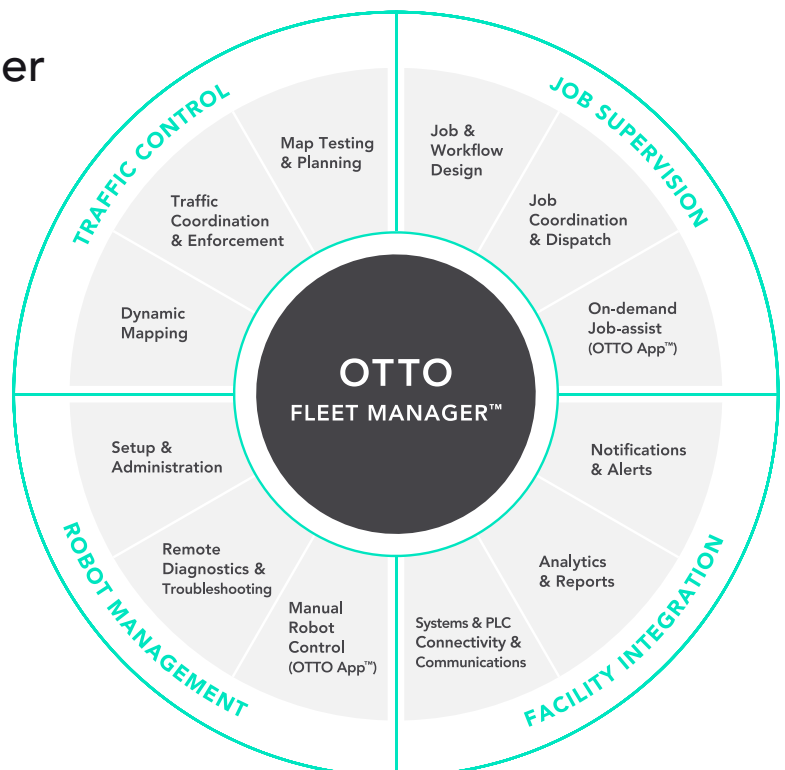 er
TRAFFIC CONTROL
Map Testing
& Planning
Traffic
Coordination
& Enforcement
Dynamic
Mapping
JOB SUPERVISION
Job &
Workflow
Design
Job
Coordination
& Dispatch
On-demand
Job-assist
(OTTO App™)
OTTO
FLEET MANAGER™
ROBOT MANAGEMENT
Setup &
Administration
Remote
Diagnostics &
Troubleshooting
Manual
Robot
Control
(OTTO App™)
FACILITY INTEGRATION
Notifications
& Alerts
Analytics
& Reports
Systems & PLC
Connectivity &
Communications